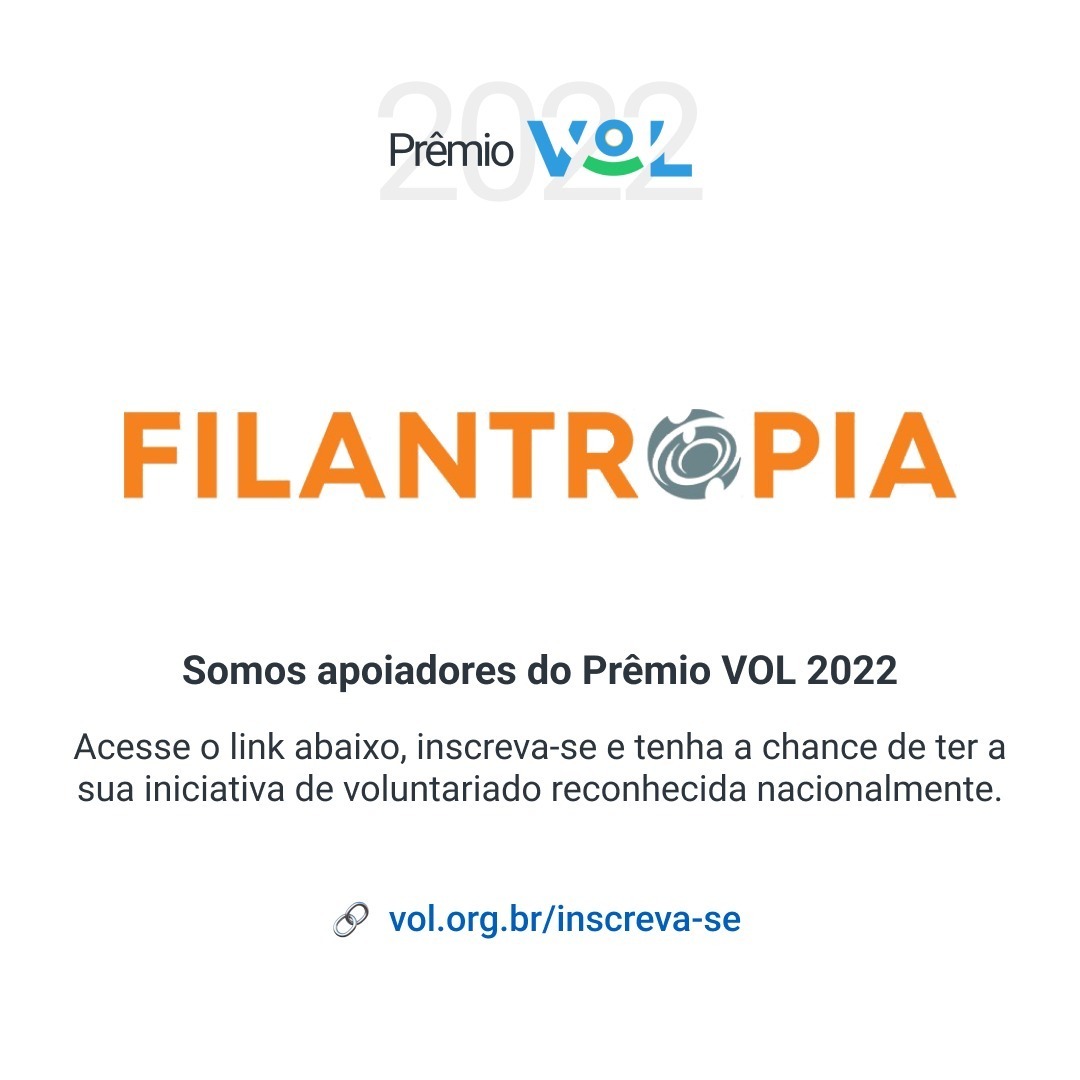 2022
Prêmio VOL
FILANTROPIA
Somos apoiadores do Prêmio VOL 2022
Acesse o link abaixo, inscreva-se e tenha a chance de ter a
sua iniciativa de voluntariado reconhecida nacionalmente.
vol.org.br/inscreva-se